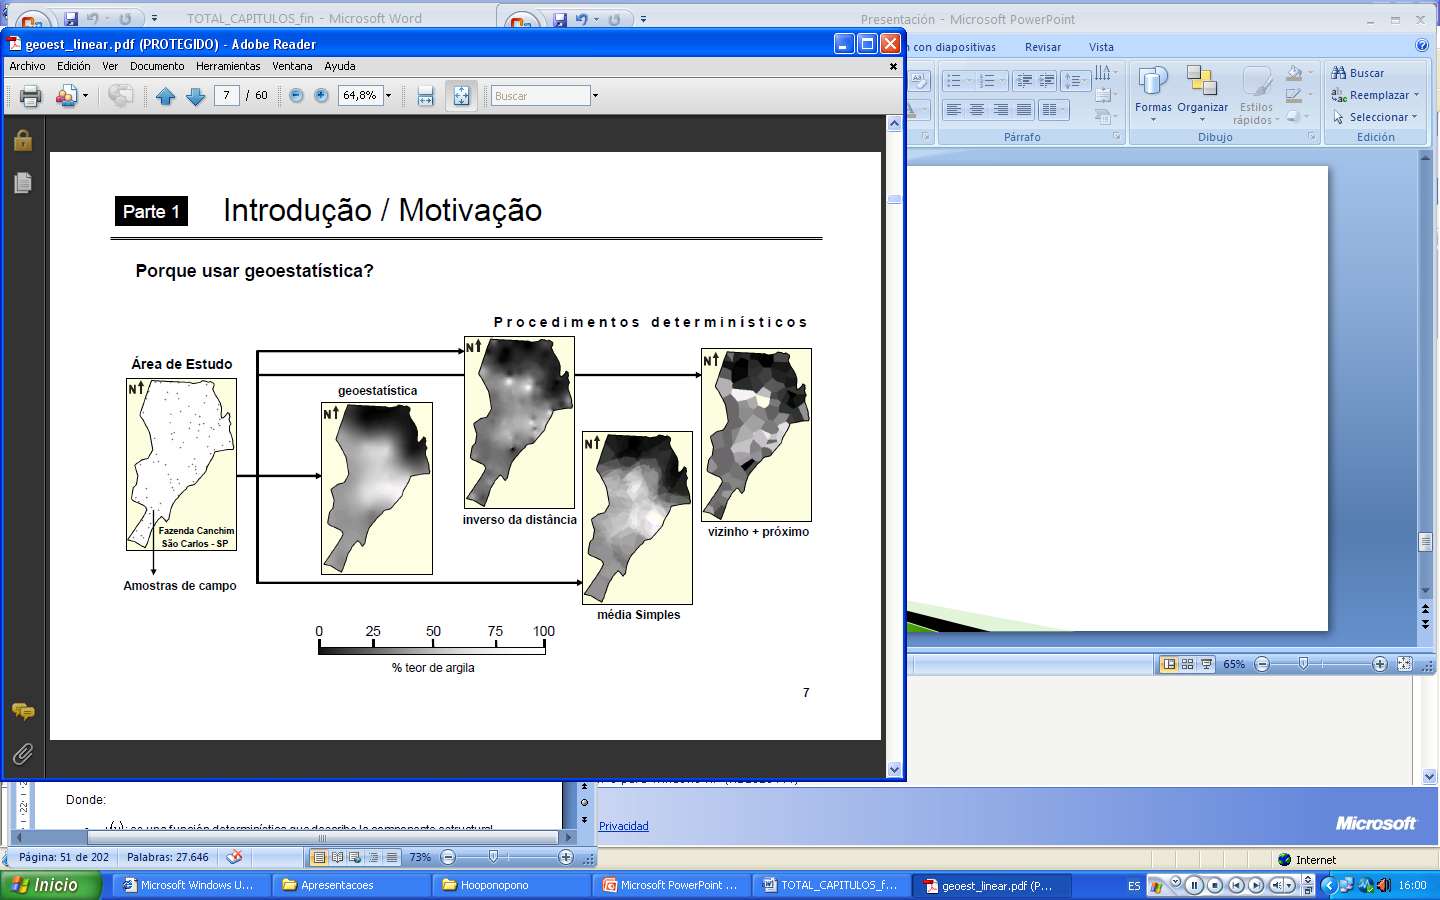 TOTAL_CAPITULOS_fin - Microsoft Word
Presentación - Microsoft PowerPoint
geoest_linear.pdf (PROTEGIDO) - Adobe Reader
Archivo Edición Ver Documento Herramientas Ventana Ayuda
7 / 60 64,8% Buscar
con diapositivas Revisar Vista
Formas Organizar Estilos rápidos
Buscar
Reemplazar
Seleccionar
Párrafo Dibujo Edición
Parte 1 Introdução / Motivação
Porque usar geoestatística?
Procedimentos determinísticos
Área de Estudo
N
geoestatística
N
N
N
N
Fazenda Canchim
São Carlos - SP
Amostras de campo
inverso da distância
vizinho + próximo
média Simples
0 25 50 75 100
% teor de argila
7
65%
Donde:
Privacidad
Microsoft
Página: 51 de 202 Palabras: 27.646 73%
Internet
Inicio Microsoft Windows U... Apresentacoes Hooponopono Microsoft PowerPoint ... TOTAL_CAPITULOS_f... geoest_linear.pdf (P... ES 16:00